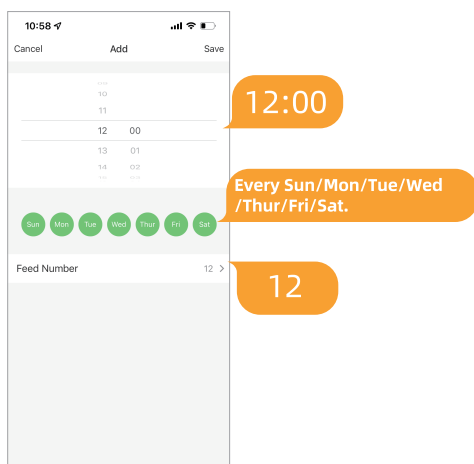 10:58
Cancel Add Save
10
11
12 00
13 01
14 02
12:00
Every Sun/Mon/Tue/Wed
/Thur/Fri/Sat.
Sun Mon Tue Wed Thur Fri Sat
Feed Number 12 >
12